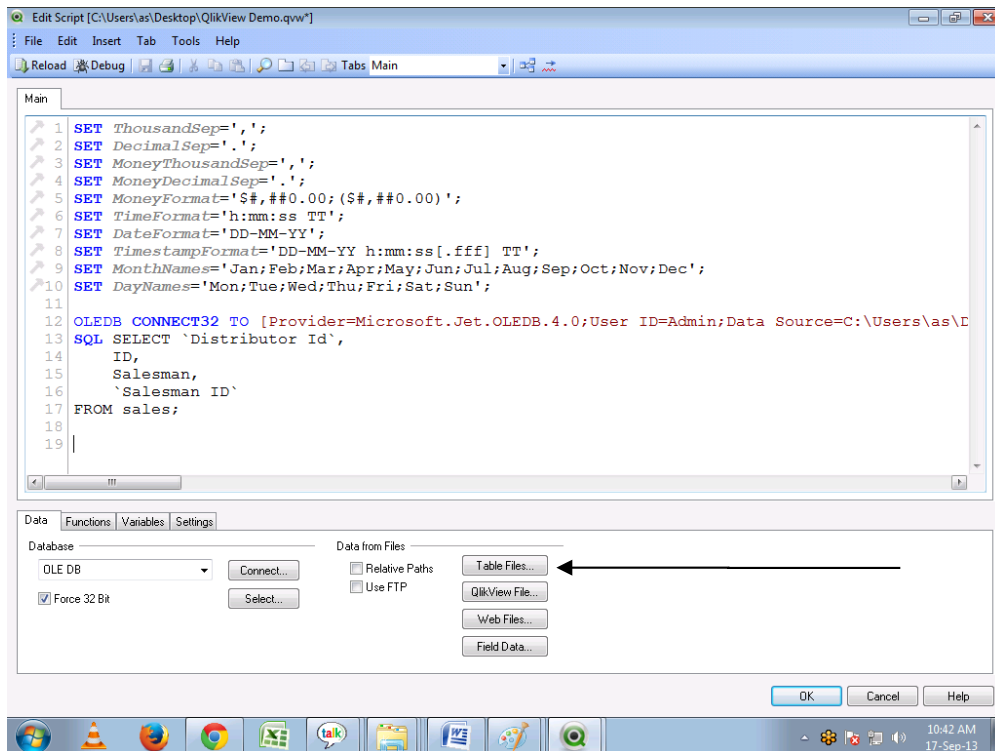 Edit Script [C:\Users\as\Desktop\QlikView Demo.qvw*]
File Edit Insert Tab Tools Help
Reload Debug Tabs Main
Main
1 SET ThousandSep=',';
2 SET DecimalSep='.';
3 SET MoneyThousandSep=',';
4 SET MoneyDecimalSep='.';
5 SET MoneyFormat='$#,##0.00;($#,##0.00)';
6 SET TimeFormat='h:mm:ss TT';
7 SET DateFormat='DD-MM-YY';
8 SET TimestampFormat='DD-MM-YY h:mm:ss[.fff] TT';
9 SET MonthNames='Jan;Feb;Mar;Apr;May;Jun;Jul;Aug;Sep;Oct;Nov;Dec';
10 SET DayNames='Mon;Tue;Wed;Thu;Fri;Sat;Sun';
11
12 OLEDB CONNECT32 TO [Provider=Microsoft.Jet.OLEDB.4.0;User ID=Admin;Data Source=C:\Users\as\D
13 SQL SELECT `Distributor Id`,
14 ID,
15 Salesman,
16 `Salesman ID`
17 FROM sales;
18
19
Data Functions Variables Settings
Database Data from Files
OLE DB Connect... Relative Paths Table Files...
Force 32 Bit Select... Use FTP QlikView File...
Web Files...
Field Data...
OK Cancel Help
talk
10:42 AM
17-Sep-13